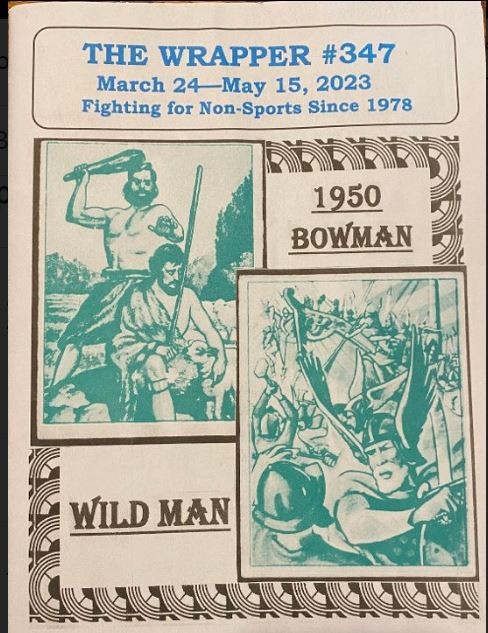 THE WRAPPER #347
March 24—May 15, 2023
Fighting for Non-Sports Since 1978
1950
BOWMAN
WILD MAN